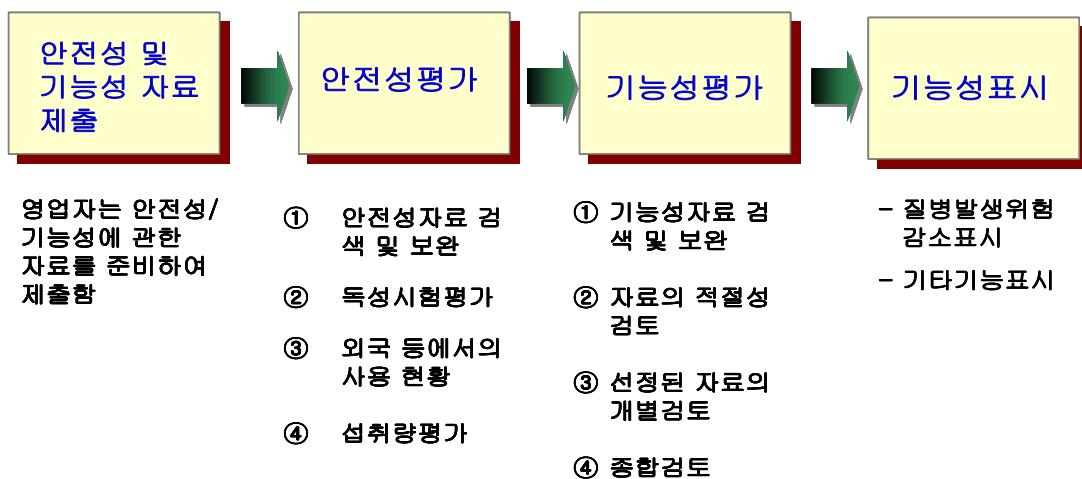 안전성 및
기능성 자료
제출
안전성평가
기능성평가
기능성표시
영업자는 안전성/
기능성에 관한
자료를 준비하여
제출함
① 안전성자료 검
색 및 보완
② 독성시험평가
③ 외국 등에서의
사용 현황
④ 섭취량평가
① 기능성자료 검
색 및 보완
② 자료의 적절성
검토
③ 선정된 자료의
개별검토
④ 종합검토
– 질병발생위험
감소표시
– 기타기능표시